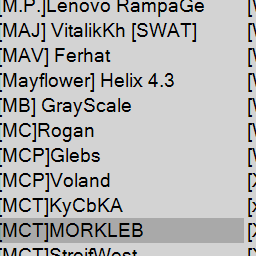 [M.P.]Lenovo RampaGe
[MAJ] VitalikKh [SWAT]
[MAV] Ferhat
[Mayflower] Helix 4.3
[MB] GrayScale
[MC]Rogan
[MCP]Glebs
[MCP]Voland
[MCT]KyCbKA
[MCT]MORKLEB
[MCT]StreifWest